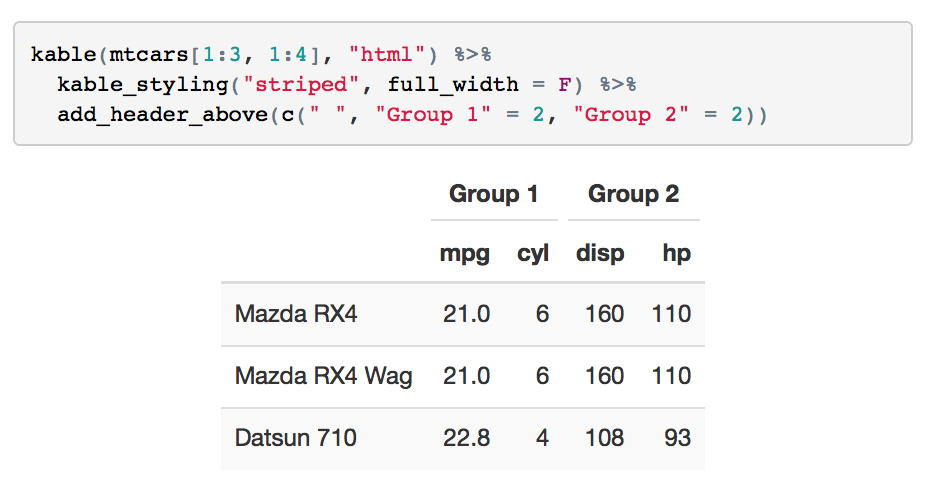 kable(mtcars[1:3, 1:4], "html") %>%
  kable_styling("striped", full_width = F) %>%
  add_header_above(c(" ", "Group 1" = 2, "Group 2" = 2))
Group 1 Group 2
mpg cyl disp hp
Mazda RX4 21.0 6 160 110
Mazda RX4 Wag 21.0 6 160 110
Datsun 710 22.8 4 108 93